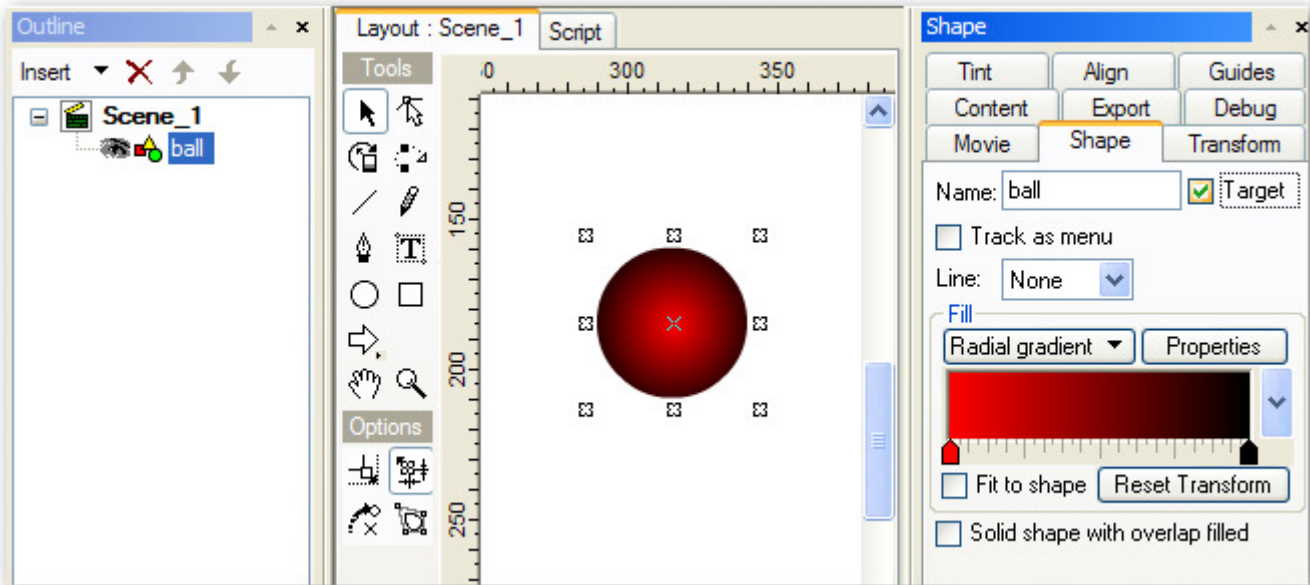 Outline
Insert
Scene_1
ball
Layout : Scene_1
Script
Tools
300
350
150
200
250
Options
Shape
Tint
Align
Guides
Content
Export
Debug
Movie
Shape
Transform
Name: ball
Target
Track as menu
Line: None
Fill
Radial gradient
Properties
Fit to shape
Reset Transform
Solid shape with overlap filled